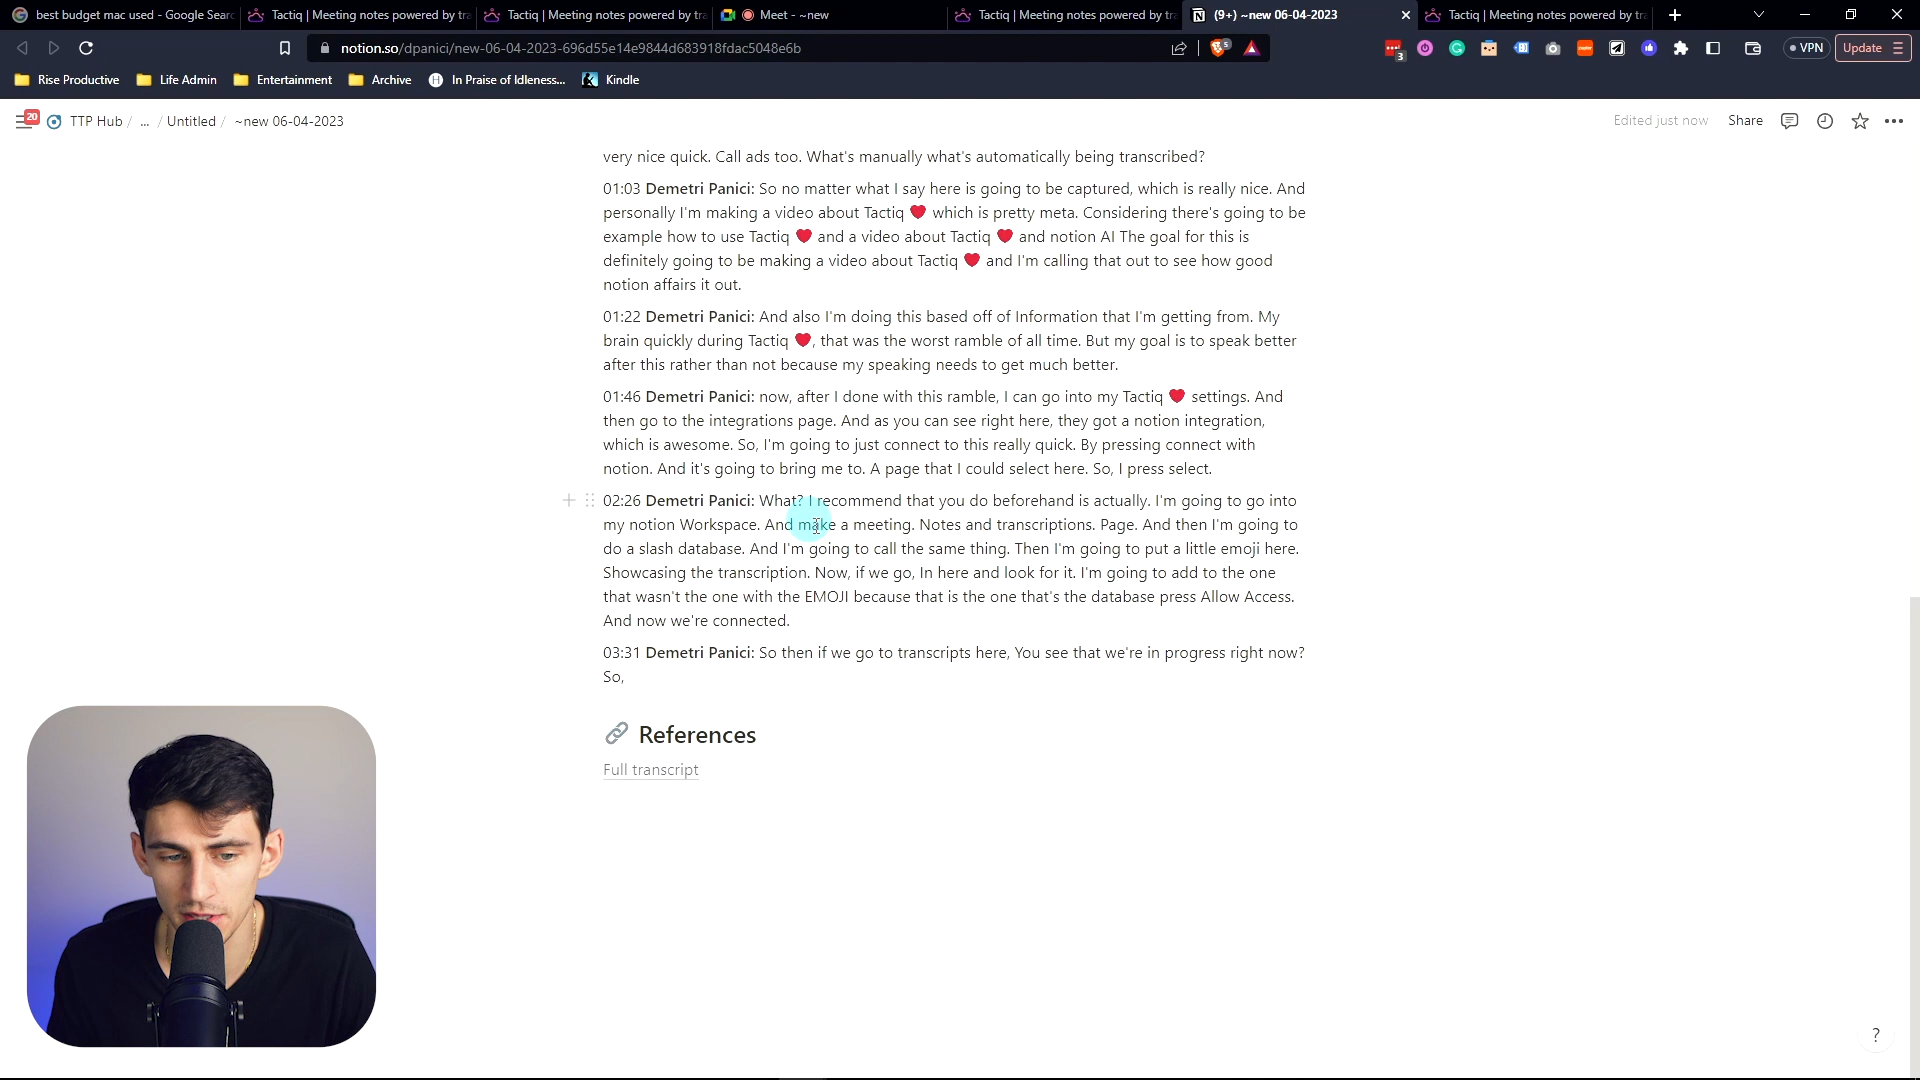 best budget mac used - Google Sear
Tactiq | Meeting notes powered by tra
Tactiq | Meeting notes powered by tra
Meet - ~new
Tactiq | Meeting notes powered by tra
(9+) ~new 06-04-2023
Tactiq | Meeting notes powered by tra
notion.so/dpanici/new-06-04-2023-696d55e14e9844d683918fdac5048e6b
5
3
VPN
Update
Rise Productive
Life Admin
Entertainment
Archive
In Praise of Idleness...
Kindle
20
TTP Hub / ... / Untitled / ~new 06-04-2023
Edited just now
Share
very nice quick. Call ads too. What's manually what's automatically being transcribed?
01:03 Demetri Panici: So no matter what I say here is going to be captured, which is really nice. And
personally I'm making a video about Tactiq ❤️ which is pretty meta. Considering there's going to be
example how to use Tactiq ❤️ and a video about Tactiq ❤️ and notion AI The goal for this is
definitely going to be making a video about Tactiq ❤️ and I'm calling that out to see how good
notion affairs it out.
01:22 Demetri Panici: And also I'm doing this based off of Information that I'm getting from. My
brain quickly during Tactiq ❤️, that was the worst ramble of all time. But my goal is to speak better
after this rather than not because my speaking needs to get much better.
01:46 Demetri Panici: now, after I done with this ramble, I can go into my Tactiq ❤️ settings. And
then go to the integrations page. And as you can see right here, they got a notion integration,
which is awesome. So, I'm going to just connect to this really quick. By pressing connect with
notion. And it's going to bring me to. A page that I could select here. So, I press select.
02:26 Demetri Panici: What? I recommend that you do beforehand is actually. I'm going to go into
my notion Workspace. And make a meeting. Notes and transcriptions. Page. And then I'm going to
do a slash database. And I'm going to call the same thing. Then I'm going to put a little emoji here.
Showcasing the transcription. Now, if we go, In here and look for it. I'm going to add to the one
that wasn't the one with the EMOJI because that is the one that's the database press Allow Access.
And now we're connected.
03:31 Demetri Panici: So then if we go to transcripts here, You see that we're in progress right now?
So,
References
Full transcript
?